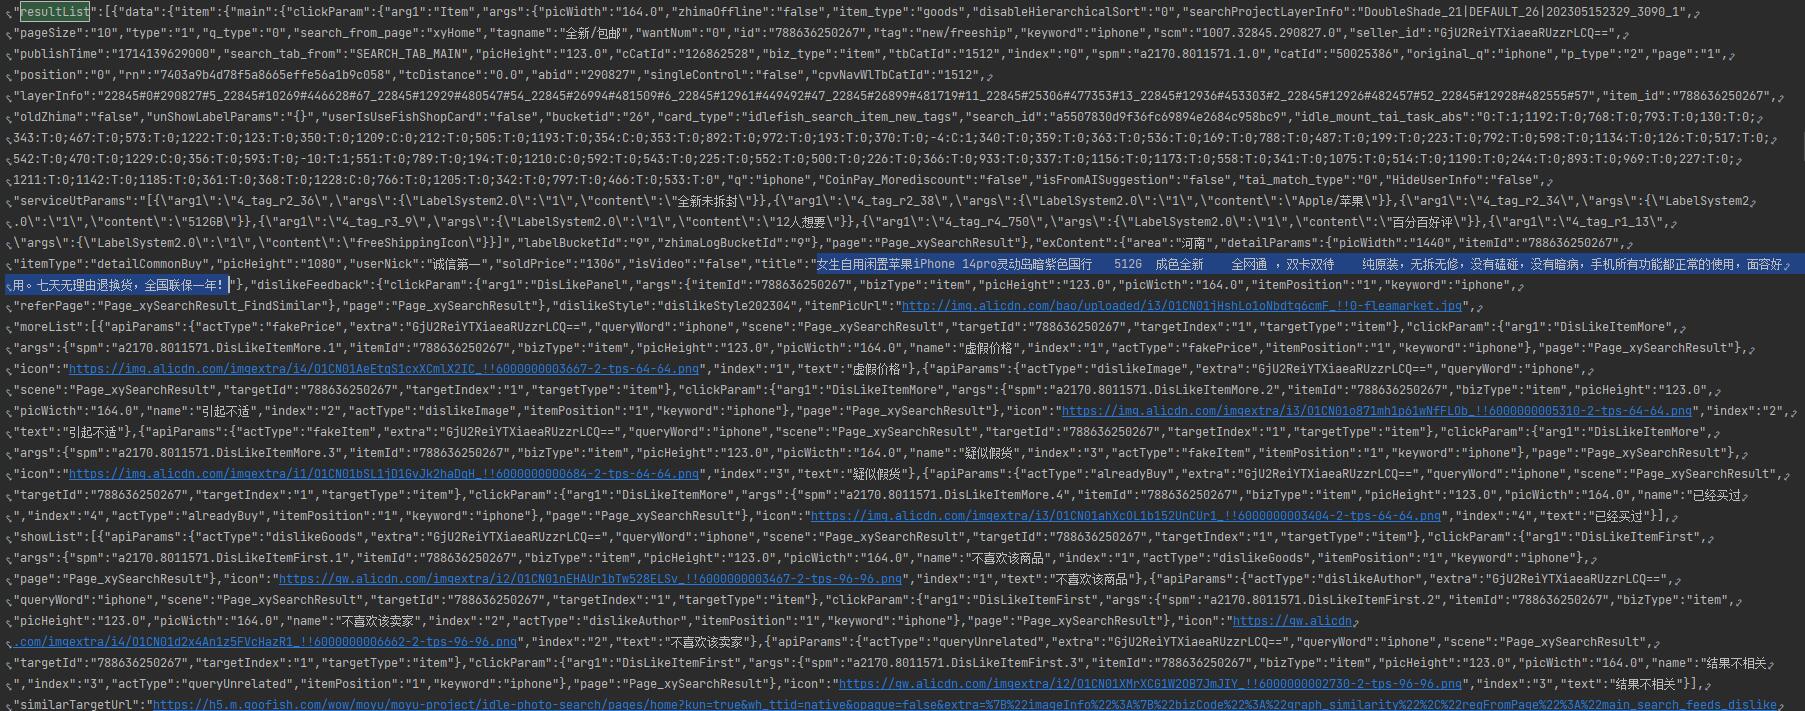 "resultList":[{"data":{"item":{"main":{"clickParam":{"arg1":"Item","args":{"picWidth":"164.0","zhimaOffline":"false","item_type":"goods","disableHierarchicalSort":"0","searchProjectLayerInfo":"DoubleShade_21|DEFAULT_26|202305152329_3090_1",
"pageSize":"10","type":"1","q_type":"0","search_from_page":"xyHome","tagname":"全新/包邮","wantNum":"0","id":"788636250267","tag":"new/freeship","keyword":"iphone","scm":"1007.32845.290827.0","seller_id":"GjU2ReiYTXiaeaRUzzrLCQ==",
"publishTime":"1714139629000","search_tab_from":"SEARCH_TAB_MAIN","picHeight":"123.0","cCatId":"126862528","biz_type":"item","tbCatId":"1512","index":"0","spm":"a2170.8011571.1.0","catId":"50025386","original_q":"iphone","p_type":"2","page":"1",
"position":"0","rn":"7403a9b4d78f5a8665effe56a1b9c058","tcDistance":"0.0","abid":"290827","singleControl":"false","cpvNavWlTbCatId":"1512",
"layerInfo":"22845#0#290827#5_22845#10269#446628#67_22845#12929#480547#54_22845#26994#481509#6_22845#12961#449492#47_22845#26899#481719#11_22845#25306#477353#13_22845#12936#453303#2_22845#12926#482457#52_22845#12928#482555#57","item_id":"788636250267",
"oldZhima":"false","unShowLabelParams":"{}","userIsUseFishShopCard":"false","bucketid":"26","card_type":"idlefish_search_item_new_tags","search_id":"a5507830d9f36fc69894e2684c958bc9","idle_mount_tai_task_abs":"0:T:1;1192:T:0;768:T:0;793:T:0;130:T:0;
343:T:0;467:T:0;573:T:0;1222:T:0;123:T:0;350:T:0;1209:C:0;212:T:0;505:T:0;1193:T:0;354:C:0;353:T:0;892:T:0;972:T:0;193:T:0;370:T:0;-4:C:1;340:T:0;359:T:0;363:T:0;536:T:0;169:T:0;788:T:0;487:T:0;199:T:0;223:T:0;792:T:0;598:T:0;1134:T:0;126:T:0;517:T:0;
542:T:0;470:T:0;1229:C:0;356:T:0;593:T:0;-10:T:1;551:T:0;789:T:0;194:T:0;1210:C:0;592:T:0;543:T:0;225:T:0;552:T:0;500:T:0;226:T:0;366:T:0;933:T:0;337:T:0;1156:T:0;1173:T:0;558:T:0;341:T:0;1075:T:0;514:T:0;1190:T:0;244:T:0;893:T:0;969:T:0;227:T:0;
1211:T:0;1142:T:0;1185:T:0;361:T:0;368:T:0;1228:C:0;766:T:0;1205:T:0;342:T:0;797:T:0;466:T:0;533:T:0","q":"iphone","CoinPay_Morediscount":"false","isFromAISuggestion":"false","tai_match_type":"0","HideUserInfo":"false",
"serviceUtParams":"[{\"arg1\":\"4_tag_r2_36\",\"args\":{\"LabelSystem2.0\":\"1\",\"content\":\"全新未拆封\"}},{\"arg1\":\"4_tag_r2_38\",\"args\":{\"LabelSystem2.0\":\"1\",\"content\":\"Apple/苹果\"}},{\"arg1\":\"4_tag_r2_34\",\"args\":{\"LabelSystem2
.0\":\"1\",\"content\":\"512GB\"}},{\"arg1\":\"4_tag_r3_9\",\"args\":{\"LabelSystem2.0\":\"1\",\"content\":\"12人想要\"}},{\"arg1\":\"4_tag_r4_750\",\"args\":{\"LabelSystem2.0\":\"1\",\"content\":\"百分百好评\"}},{\"arg1\":\"4_tag_r1_13\",
\"args\":{\"LabelSystem2.0\":\"1\",\"content\":\"freeShippingIcon\"}}]","labelBucketId":"9","zhimaLogBucketId":"9"},"page":"Page_xySearchResult"},"exContent":{"area":"河南","detailParams":{"picWidth":"1440","itemId":"788636250267",
"itemType":"detailCommonBuy","picHeight":"1080","userNick":"诚信第一","soldPrice":"1306","isVideo":"false","title":"女生自用闲置苹果iPhone 14pro灵动岛暗紫色国行   512G  成色全新    全网通 ，双卡双待    纯原装，无拆无修，没有磕碰，没有暗病，手机所有功能都正常的使用，面容好
用。七天无理由退换货，全国联保一年！"},"dislikeFeedback":{"clickParam":{"arg1":"DisLikePanel","args":{"itemId":"788636250267","bizType":"item","picHeight":"123.0","picWicth":"164.0","itemPosition":"1","keyword":"iphone",
"referPage":"Page_xySearchResult_FindSimilar"},"page":"Page_xySearchResult"},"dislikeStyle":"dislikeStyle202304","itemPicUrl":"http://img.alicdn.com/bao/uploaded/i3/O1CN01jHshLo1oNbdtq6cmF_!!0-fleamarket.jpg",
"moreList":[{"apiParams":{"actType":"fakePrice","extra":"GjU2ReiYTXiaeaRUzzrLCQ==","queryWord":"iphone","scene":"Page_xySearchResult","targetId":"788636250267","targetIndex":"1","targetType":"item"},"clickParam":{"arg1":"DisLikeItemMore",
"args":{"spm":"a2170.8011571.DisLikeItemMore.1","itemId":"788636250267","bizType":"item","picHeight":"123.0","picWicth":"164.0","name":"虚假价格","index":"1","actType":"fakePrice","itemPosition":"1","keyword":"iphone"},"page":"Page_xySearchResult"},
"icon":"https://img.alicdn.com/imgextra/i4/O1CN01AeEtqS1cxXCmlX2IC_!!6000000003667-2-tps-64-64.png","index":"1","text":"虚假价格"},{"apiParams":{"actType":"dislikeImage","extra":"GjU2ReiYTXiaeaRUzzrLCQ==","queryWord":"iphone",
"scene":"Page_xySearchResult","targetId":"788636250267","targetIndex":"1","targetType":"item"},"clickParam":{"arg1":"DisLikeItemMore","args":{"spm":"a2170.8011571.DisLikeItemMore.2","itemId":"788636250267","bizType":"item","picHeight":"123.0",
"picWicth":"164.0","name":"引起不适","index":"2","actType":"dislikeImage","itemPosition":"1","keyword":"iphone"},"page":"Page_xySearchResult"},"icon":"https://img.alicdn.com/imgextra/i3/O1CN01o871mh1p61wNfFLOb_!!6000000005310-2-tps-64-64.png","index":"2",
"text":"引起不适"},{"apiParams":{"actType":"fakeItem","extra":"GjU2ReiYTXiaeaRUzzrLCQ==","queryWord":"iphone","scene":"Page_xySearchResult","targetId":"788636250267","targetIndex":"1","targetType":"item"},"clickParam":{"arg1":"DisLikeItemMore",
"args":{"spm":"a2170.8011571.DisLikeItemMore.3","itemId":"788636250267","bizType":"item","picHeight":"123.0","picWicth":"164.0","name":"疑似假货","index":"3","actType":"fakeItem","itemPosition":"1","keyword":"iphone"},"page":"Page_xySearchResult"},
"icon":"https://img.alicdn.com/imgextra/i1/O1CN01bSL1jD1GvJk2haDqH_!!6000000000684-2-tps-64-64.png","index":"3","text":"疑似假货"},{"apiParams":{"actType":"alreadyBuy","extra":"GjU2ReiYTXiaeaRUzzrLCQ==","queryWord":"iphone","scene":"Page_xySearchResult",
"targetId":"788636250267","targetIndex":"1","targetType":"item"},"clickParam":{"arg1":"DisLikeItemMore","args":{"spm":"a2170.8011571.DisLikeItemMore.4","itemId":"788636250267","bizType":"item","picHeight":"123.0","picWicth":"164.0","name":"已经买过
","index":"4","actType":"alreadyBuy","itemPosition":"1","keyword":"iphone"},"page":"Page_xySearchResult"},"icon":"https://img.alicdn.com/imgextra/i3/O1CN01ahXcOL1b152UnCUr1_!!6000000003404-2-tps-64-64.png","index":"4","text":"已经买过"}],
"showList":[{"apiParams":{"actType":"dislikeGoods","extra":"GjU2ReiYTXiaeaRUzzrLCQ==","queryWord":"iphone","scene":"Page_xySearchResult","targetId":"788636250267","targetIndex":"1","targetType":"item"},"clickParam":{"arg1":"DisLikeItemFirst",
"args":{"spm":"a2170.8011571.DisLikeItemFirst.1","itemId":"788636250267","bizType":"item","picHeight":"123.0","picWicth":"164.0","name":"不喜欢该商品","index":"1","actType":"dislikeGoods","itemPosition":"1","keyword":"iphone"},
"page":"Page_xySearchResult"},"icon":"https://gw.alicdn.com/imgextra/i2/O1CN01nEHAUr1bTw528ELSv_!!6000000003467-2-tps-96-96.png","index":"1","text":"不喜欢该商品"},{"apiParams":{"actType":"dislikeAuthor","extra":"GjU2ReiYTXiaeaRUzzrLCQ==",
"queryWord":"iphone","scene":"Page_xySearchResult","targetId":"788636250267","targetIndex":"1","targetType":"item"},"clickParam":{"arg1":"DisLikeItemFirst","args":{"spm":"a2170.8011571.DisLikeItemFirst.2","itemId":"788636250267","bizType":"item",
"picHeight":"123.0","picWicth":"164.0","name":"不喜欢该卖家","index":"2","actType":"dislikeAuthor","itemPosition":"1","keyword":"iphone"},"page":"Page_xySearchResult"},"icon":"https://gw.alicdn
.com/imgextra/i4/O1CN01d2x4An1z5FVcHazR1_!!6000000006662-2-tps-96-96.png","index":"2","text":"不喜欢该卖家"},{"apiParams":{"actType":"queryUnrelated","extra":"GjU2ReiYTXiaeaRUzzrLCQ==","queryWord":"iphone","scene":"Page_xySearchResult",
"targetId":"788636250267","targetIndex":"1","targetType":"item"},"clickParam":{"arg1":"DisLikeItemFirst","args":{"spm":"a2170.8011571.DisLikeItemFirst.3","itemId":"788636250267","bizType":"item","picHeight":"123.0","picWicth":"164.0","name":"结果不相关
","index":"3","actType":"queryUnrelated","itemPosition":"1","keyword":"iphone"},"page":"Page_xySearchResult"},"icon":"https://gw.alicdn.com/imgextra/i2/O1CN01XMrXCG1W2OB7JmJIY_!!6000000002730-2-tps-96-96.png","index":"3","text":"结果不相关"}],
"similarTargetUrl":"https://h5.m.goofish.com/wow/moyu/moyu-project/idle-photo-search/pages/home?kun=true&wh_ttid=native&opaque=false&extra=%7B%22imageInfo%22%3A%7B%22bizCode%22%3A%22graph_similarity%22%2C%22reqFromPage%22%3A%22main_search_feeds_dislike